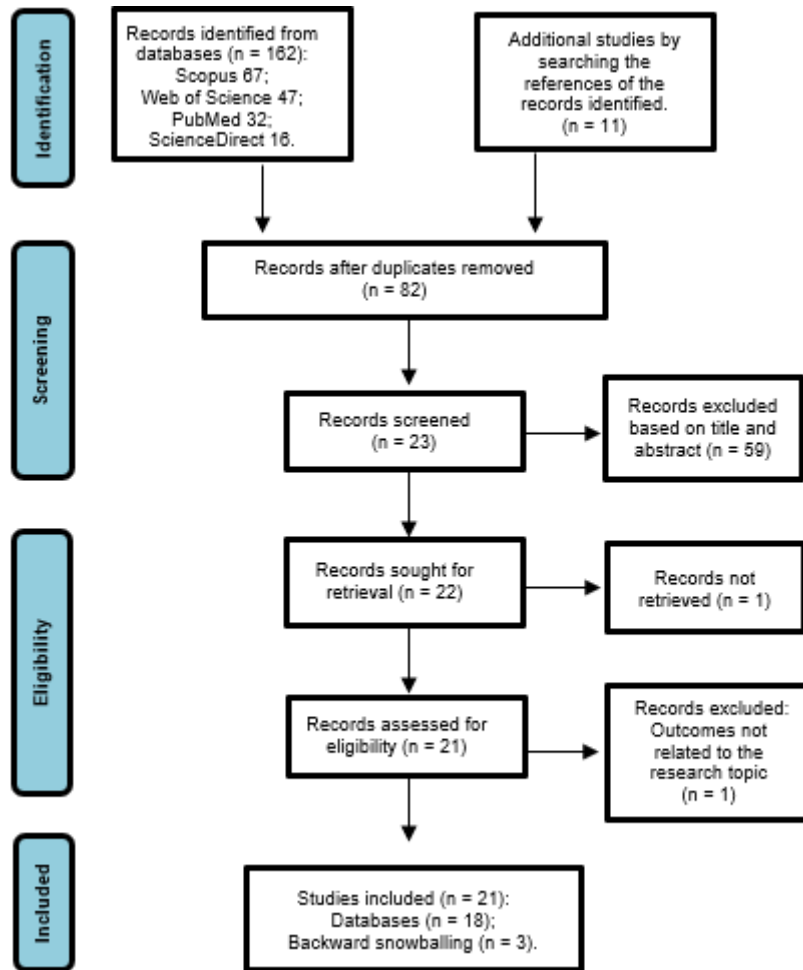 Identification
Records identified from
databases (n = 162):
Scopus 67;
Web of Science 47;
PubMed 32;
ScienceDirect 16.
Additional studies by
searching the
references of the
records identified.
(n = 11)
Screening
Records after duplicates removed
(n = 82)
Records screened
(n = 23)
Records excluded
based on title and
abstract (n = 59)
Eligibility
Records sought for
retrieval (n = 22)
Records not
retrieved (n = 1)
Records assessed for
eligibility (n = 21)
Records excluded:
Outcomes not
related to the
research topic
(n = 1)
Included
Studies included (n = 21):
Databases (n = 18);
Backward snowballing (n = 3).